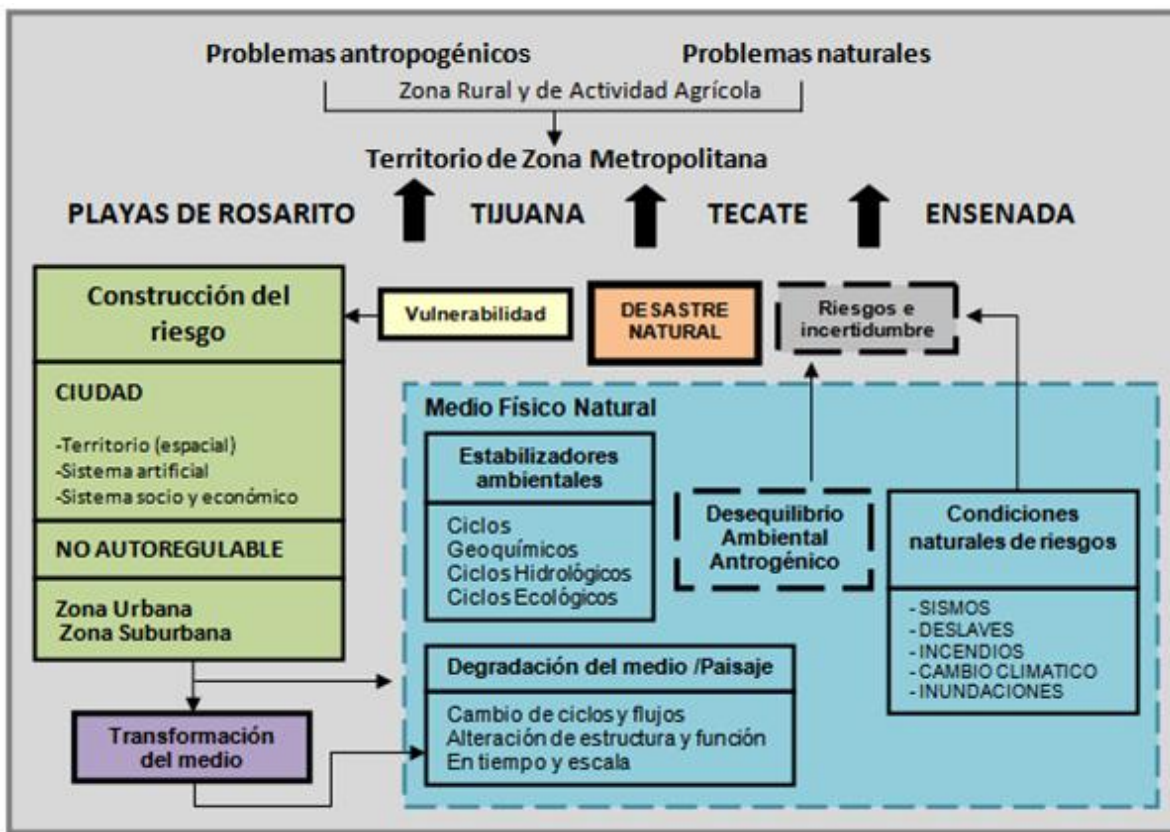 Problemas antropogénicos
Problemas naturales
Zona Rural y de Actividad Agrícola
Territorio de Zona Metropolitana
PLAYAS DE ROSARITO
TIJUANA
TECATE
ENSENADA
Construcción del
riesgo
CIUDAD
-Territorio (espacial)
-Sistema artificial
-Sistema socio y económico
NO AUTOREGULABLE
Zona Urbana
Zona Suburbana
Transformación
del medio
Vulnerabilidad
DESASTRE
NATURAL
Riesgos e
incertidumbre
Medio Físico Natural
Estabilizadores
ambientales
Ciclos
Geoquímicos
Ciclos Hidrológicos
Ciclos Ecológicos
Desequilibrio
Ambiental
Antrogénico
Condiciones
naturales de riesgos
- SISMOS
- DESLAVES
- INCENDIOS
- CAMBIO CLIMATICO
- INUNDACIONES
Degradación del medio /Paisaje
Cambio de ciclos y flujos
Alteración de estructura y función
En tiempo y escala